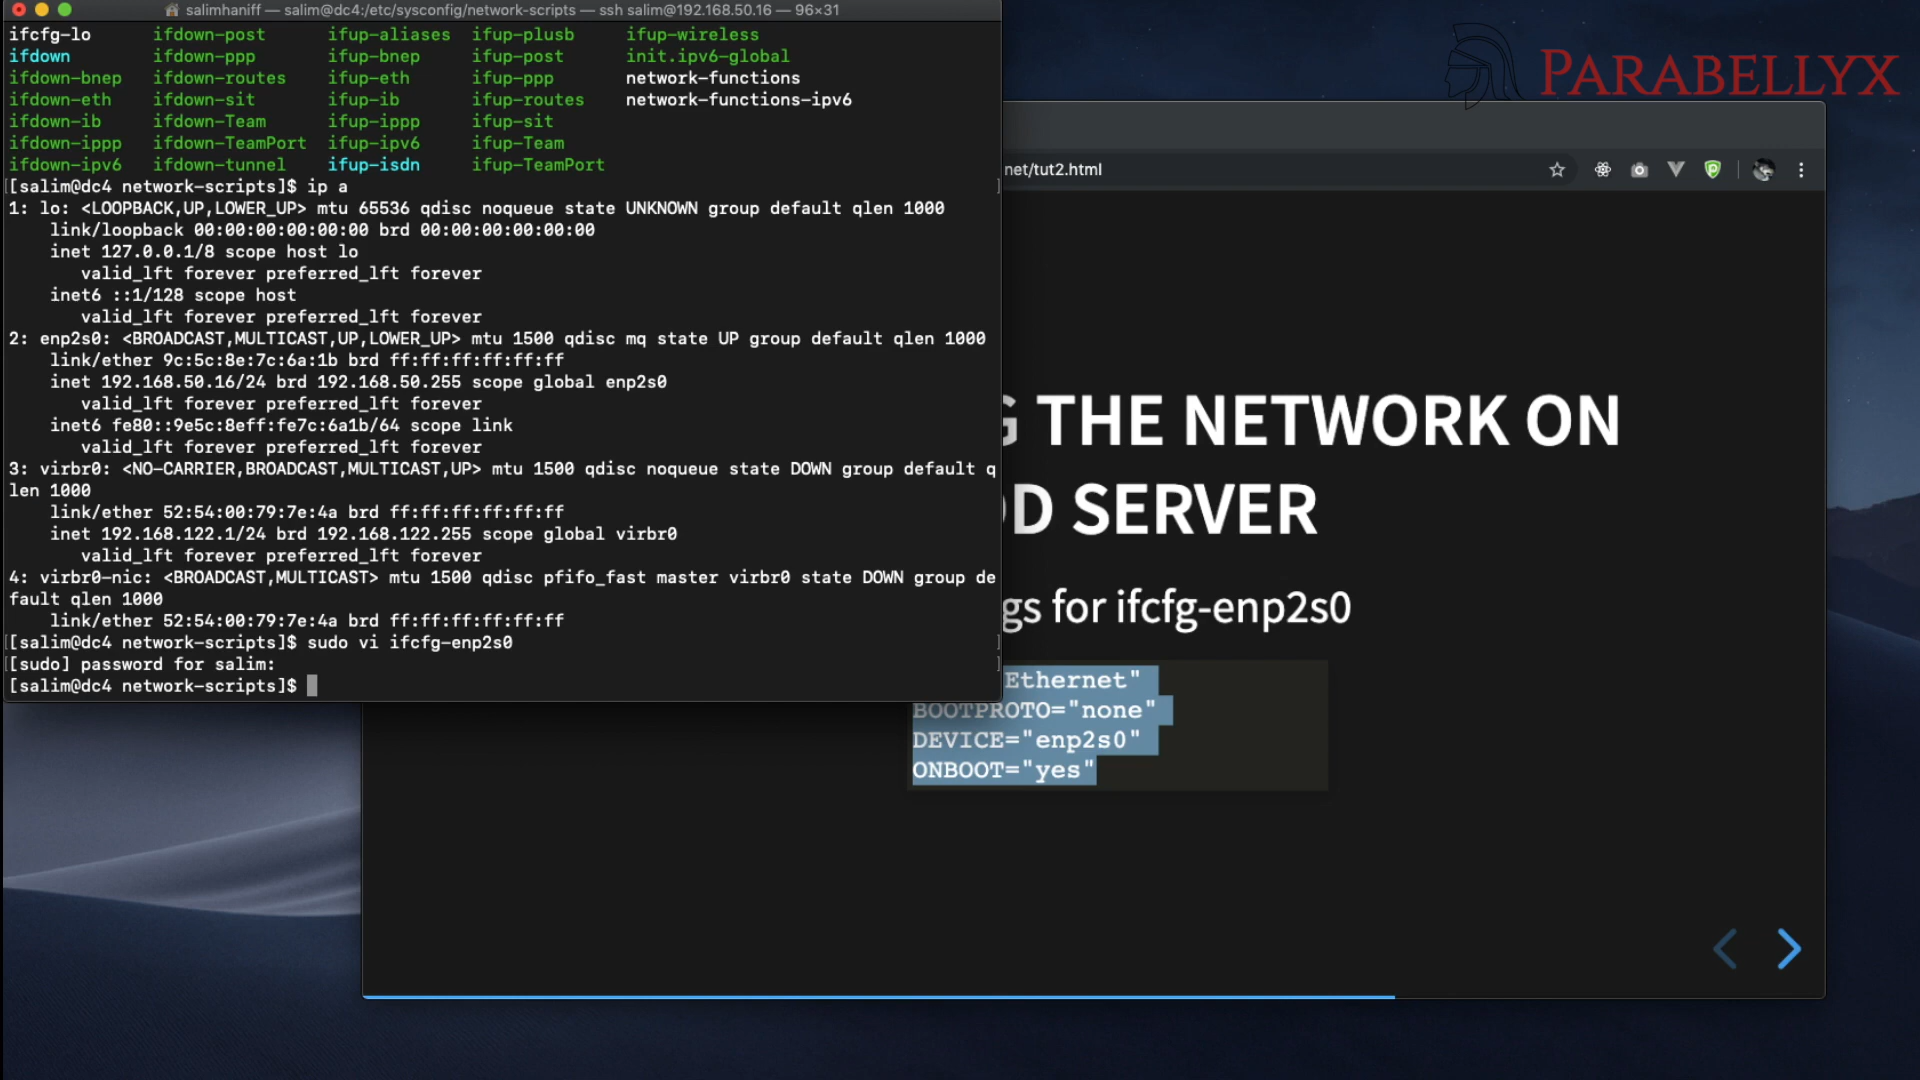 salimhaniff — salim@dc4:/etc/sysconfig/network-scripts — ssh salim@192.168.50.16 — 96×31
ifcfg-lo ifdown-post ifup-aliases ifup-plusb ifup-wireless
ifdown ifdown-ppp ifup-bnep ifup-post init.ipv6-global
ifdown-bnep ifdown-routes ifup-eth ifup-ppp network-functions
ifdown-eth ifdown-sit ifup-ib ifup-routes network-functions-ipv6
ifdown-ib ifdown-Team ifup-ippp ifup-sit
ifdown-ippp ifdown-TeamPort ifup-ipv6 ifup-Team
ifdown-ipv6 ifdown-tunnel ifup-isdn ifup-TeamPort
[[salim@dc4 network-scripts]$ ip a ]
1: lo: <LOOPBACK,UP,LOWER_UP> mtu 65536 qdisc noqueue state UNKNOWN group default qlen 1000
link/loopback 00:00:00:00:00:00 brd 00:00:00:00:00:00
inet 127.0.0.1/8 scope host lo
valid_lft forever preferred_lft forever
inet6 ::1/128 scope host
valid_lft forever preferred_lft forever
2: enp2s0: <BROADCAST,MULTICAST,UP,LOWER_UP> mtu 1500 qdisc mq state UP group default qlen 1000
link/ether 9c:5c:8e:7c:6a:1b brd ff:ff:ff:ff:ff:ff
inet 192.168.50.16/24 brd 192.168.50.255 scope global enp2s0
valid_lft forever preferred_lft forever
inet6 fe80::9e5c:8eff:fe7c:6a1b/64 scope link
valid_lft forever preferred_lft forever
3: virbr0: <NO-CARRIER,BROADCAST,MULTICAST,UP> mtu 1500 qdisc noqueue state DOWN group default q
len 1000
link/ether 52:54:00:79:7e:4a brd ff:ff:ff:ff:ff:ff
inet 192.168.122.1/24 brd 192.168.122.255 scope global virbr0
valid_lft forever preferred_lft forever
4: virbr0-nic: <BROADCAST,MULTICAST> mtu 1500 qdisc pfifo_fast master virbr0 state DOWN group de
fault qlen 1000
link/ether 52:54:00:79:7e:4a brd ff:ff:ff:ff:ff:ff
[[salim@dc4 network-scripts]$ sudo vi ifcfg-enp2s0 ]
[[sudo] password for salim: ]
[salim@dc4 network-scripts]$
PARABELLYX
net/tut2.html
G THE NETWORK ON
OD SERVER
gs for ifcfg-enp2s0
Ethernet"
BOOTPROTO="none"
DEVICE="enp2s0"
ONBOOT="yes"